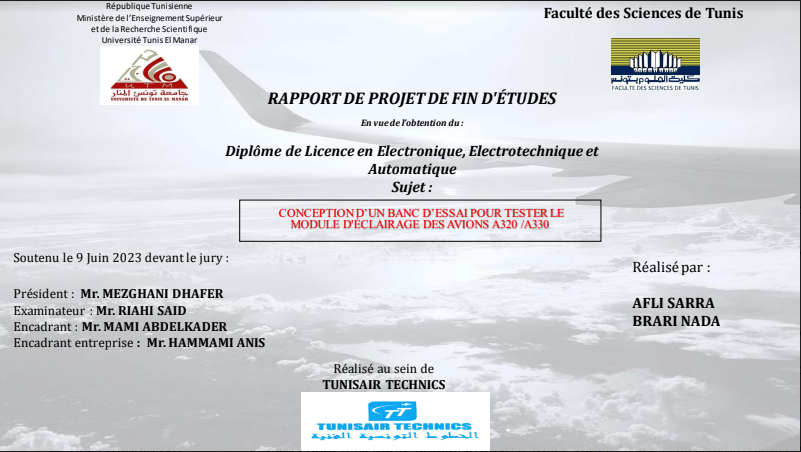 République Tunisienne
Ministère de l'Enseignement Supérieur
et de la Recherche Scientifique
Université Tunis El Manar
UTM
جامعة تونس المنار
UNIVERSITÉ DE TUNIS EL MANAR
Faculté des Sciences de Tunis
كلية العلوم بتونس
FACULTE DES SCIENCES DE TUNIS
RAPPORT DE PROJET DE FIN D'ÉTUDES
En vue de l'obtention du :
Diplôme de Licence en Electronique, Electrotechnique et
Automatique
Sujet :
CONCEPTION D'UN BANC D'ESSAI POUR TESTER LE
MODULE D'ÉCLAIRAGE DES AVIONS A320 /A330
Soutenu le 9 Juin 2023 devant le jury :
Président : Mr. MEZGHANI DHAFER
Examinateur : Mr. RIAHI SAID
Encadrant : Mr. MAMI ABDELKADER
Encadrant entreprise : Mr. HAMMAMI ANIS
Réalisé par :
AFLI SARRA
BRARI NADA
Réalisé au sein de
TUNISAIR TECHNICS
TT
TUNISAIR TECHNICS
الخطوط التونسية الفنية